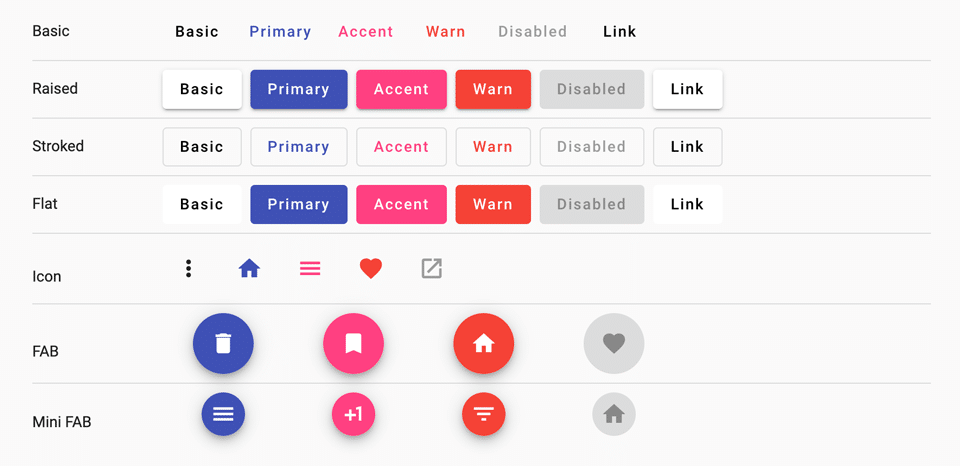 Basic Basic Primary Accent Warn Disabled Link
Raised Basic Primary Accent Warn Disabled Link
Stroked Basic Primary Accent Warn Disabled Link
Flat Basic Primary Accent Warn Disabled Link
Icon
FAB
Mini FAB +1